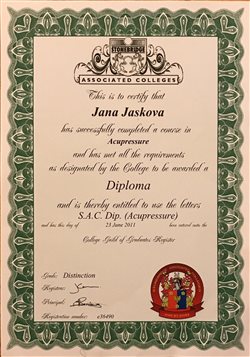 STONEBRIDGE
ASSOCIATED COLLEGES
This is to certify that
Jana Jaskova
has successfully completed a course in
Acupressure
and has met all the requirements
as designated by the College to be awarded a
Diploma
and is hereby entitled to use the letters
S.A.C. Dip. (Acupressure)
and has this day of 23 June 2011 been entered onto the
College Guild of Graduates Register
Grade: Distinction
Registrar:
Principal:
Registration number: c36490